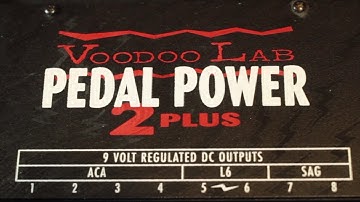 VOODOO LAB
PEDAL POWER
2 PLUS
9 VOLT REGULATED DC OUTPUTS
ACA L6 SAG
1 2 3 4 5 6 7 8